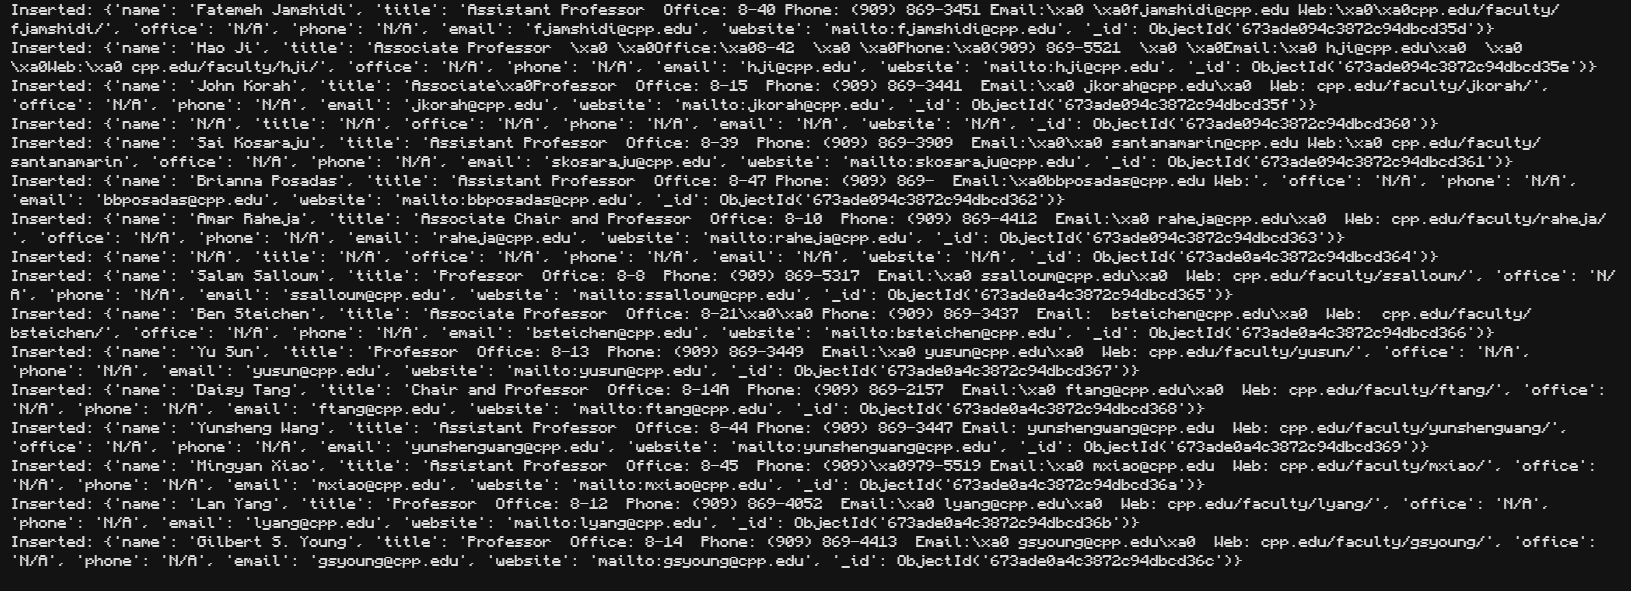 Inserted: {'name': 'Fatemeh Jamshidi', 'title': 'Assistant Professor  Office: 8-40 Phone: (909) 869-3451 Email:\xa0 \xa0fjamshidi@cpp.edu Web:\xa0\xa0cpp.edu/faculty/
fjamshidi/', 'office': 'N/A', 'phone': 'N/A', 'email': 'fjamshidi@cpp.edu', 'website': 'mailto:fjamshidi@cpp.edu', '_id': ObjectId('673ade094c3872c94dbcd35d')}
Inserted: {'name': 'Hao Ji', 'title': 'Associate Professor  \xa0 \xa0Office:\xa08-42  \xa0 \xa0Phone:\xa0(909) 869-5521  \xa0 \xa0Email:\xa0 hji@cpp.edu\xa0  \xa0
\xa0Web:\xa0 cpp.edu/faculty/hji/', 'office': 'N/A', 'phone': 'N/A', 'email': 'hji@cpp.edu', 'website': 'mailto:hji@cpp.edu', '_id': ObjectId('673ade094c3872c94dbcd35e')}
Inserted: {'name': 'John Korah', 'title': 'Associate\xa0Professor  Office: 8-15  Phone: (909) 869-3441  Email:\xa0 jkorah@cpp.edu\xa0  Web: cpp.edu/faculty/jkorah/',
'office': 'N/A', 'phone': 'N/A', 'email': 'jkorah@cpp.edu', 'website': 'mailto:jkorah@cpp.edu', '_id': ObjectId('673ade094c3872c94dbcd35f')}
Inserted: {'name': 'N/A', 'title': 'N/A', 'office': 'N/A', 'phone': 'N/A', 'email': 'N/A', 'website': 'N/A', '_id': ObjectId('673ade094c3872c94dbcd360')}
Inserted: {'name': 'Sai Kosaraju', 'title': 'Assistant Professor  Office: 8-39  Phone: (909) 869-3909  Email:\xa0\xa0 santanamarin@cpp.edu Web:\xa0 cpp.edu/faculty/
santanamarin', 'office': 'N/A', 'phone': 'N/A', 'email': 'skosaraju@cpp.edu', 'website': 'mailto:skosaraju@cpp.edu', '_id': ObjectId('673ade094c3872c94dbcd361')}
Inserted: {'name': 'Brianna Posadas', 'title': 'Assistant Professor  Office: 8-47 Phone: (909) 869-  Email:\xa0bbposadas@cpp.edu Web:', 'office': 'N/A', 'phone': 'N/A',
'email': 'bbposadas@cpp.edu', 'website': 'mailto:bbposadas@cpp.edu', '_id': ObjectId('673ade094c3872c94dbcd362')}
Inserted: {'name': 'Amar Raheja', 'title': 'Associate Chair and Professor  Office: 8-10  Phone: (909) 869-4412  Email:\xa0 raheja@cpp.edu\xa0  Web: cpp.edu/faculty/raheja/
', 'office': 'N/A', 'phone': 'N/A', 'email': 'raheja@cpp.edu', 'website': 'mailto:raheja@cpp.edu', '_id': ObjectId('673ade094c3872c94dbcd363')}
Inserted: {'name': 'N/A', 'title': 'N/A', 'office': 'N/A', 'phone': 'N/A', 'email': 'N/A', 'website': 'N/A', '_id': ObjectId('673ade094c3872c94dbcd364')}
Inserted: {'name': 'Salam Salloum', 'title': 'Professor  Office: 8-8  Phone: (909) 869-5317  Email:\xa0 ssalloum@cpp.edu\xa0  Web: cpp.edu/faculty/ssalloum/', 'office': 'N/
A', 'phone': 'N/A', 'email': 'ssalloum@cpp.edu', 'website': 'mailto:ssalloum@cpp.edu', '_id': ObjectId('673ade0a4c3872c94dbcd365')}
Inserted: {'name': 'Ben Steichen', 'title': 'Associate Professor  Office: 8-21\xa0\xa0 Phone: (909) 869-3437  Email:  bsteichen@cpp.edu\xa0  Web:  cpp.edu/faculty/
bsteichen/', 'office': 'N/A', 'phone': 'N/A', 'email': 'bsteichen@cpp.edu', 'website': 'mailto:bsteichen@cpp.edu', '_id': ObjectId('673ade0a4c3872c94dbcd366')}
Inserted: {'name': 'Yu Sun', 'title': 'Professor  Office: 8-13  Phone: (909) 869-3449  Email:\xa0 yusun@cpp.edu\xa0  Web: cpp.edu/faculty/yusun/', 'office': 'N/A',
'phone': 'N/A', 'email': 'yusun@cpp.edu', 'website': 'mailto:yusun@cpp.edu', '_id': ObjectId('673ade0a4c3872c94dbcd367')}
Inserted: {'name': 'Daisy Tang', 'title': 'Chair and Professor  Office: 8-14A  Phone: (909) 869-2157  Email:\xa0 ftang@cpp.edu\xa0  Web: cpp.edu/faculty/ftang/', 'office':
'N/A', 'phone': 'N/A', 'email': 'ftang@cpp.edu', 'website': 'mailto:ftang@cpp.edu', '_id': ObjectId('673ade0a4c3872c94dbcd368')}
Inserted: {'name': 'Yunsheng Wang', 'title': 'Assistant Professor  Office: 8-44 Phone: (909) 869-3447 Email: yunshengwang@cpp.edu  Web: cpp.edu/faculty/yunshengwang/',
'office': 'N/A', 'phone': 'N/A', 'email': 'yunshengwang@cpp.edu', 'website': 'mailto:yunshengwang@cpp.edu', '_id': ObjectId('673ade0a4c3872c94dbcd369')}
Inserted: {'name': 'Mingyan Xiao', 'title': 'Assistant Professor  Office: 8-45  Phone: (909)\xa0979-5519 Email:\xa0 mxiao@cpp.edu  Web: cpp.edu/faculty/mxiao/', 'office':
'N/A', 'phone': 'N/A', 'email': 'mxiao@cpp.edu', 'website': 'mailto:mxiao@cpp.edu', '_id': ObjectId('673ade0a4c3872c94dbcd36a')}
Inserted: {'name': 'Lan Yang', 'title': 'Professor  Office: 8-12  Phone: (909) 869-4052  Email:\xa0 lyang@cpp.edu\xa0  Web: cpp.edu/faculty/lyang/', 'office': 'N/A',
'phone': 'N/A', 'email': 'lyang@cpp.edu', 'website': 'mailto:lyang@cpp.edu', '_id': ObjectId('673ade0a4c3872c94dbcd36b')}
Inserted: {'name': 'Gilbert S. Young', 'title': 'Professor  Office: 8-14  Phone: (909) 869-4413  Email:\xa0 gsyoung@cpp.edu\xa0  Web: cpp.edu/faculty/gsyoung/', 'office':
'N/A', 'phone': 'N/A', 'email': 'gsyoung@cpp.edu', 'website': 'mailto:gsyoung@cpp.edu', '_id': ObjectId('673ade0a4c3872c94dbcd36c')}